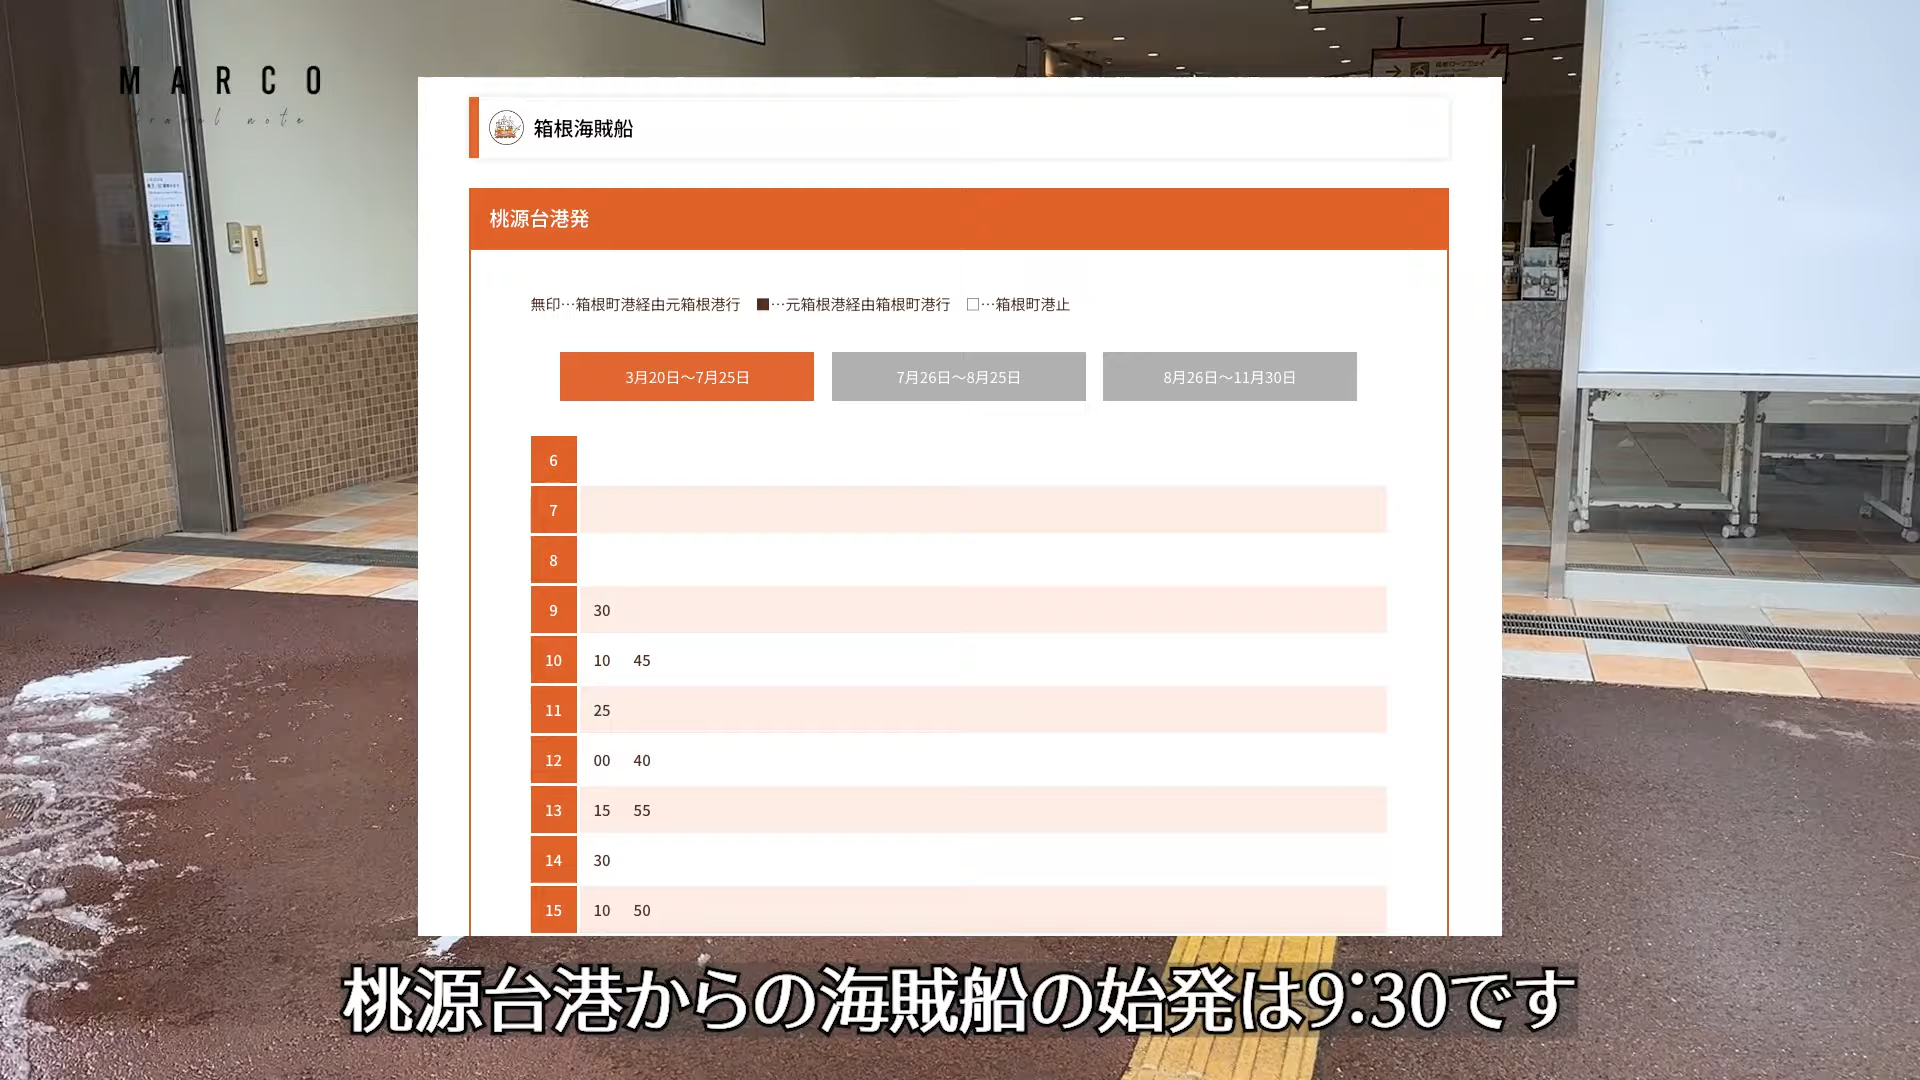 MARCO
travel note
箱根海賊船
桃源台港発
無印…箱根町港経由元箱根港行 ■…元箱根港経由箱根町港行 □…箱根町港止
3月20日～7月25日 7月26日～8月25日 8月26日～11月30日
6
7
8
9 30
10 10 45
11 25
12 00 40
13 15 55
14 30
15 10 50
桃源台港からの海賊船の始発は9:30です